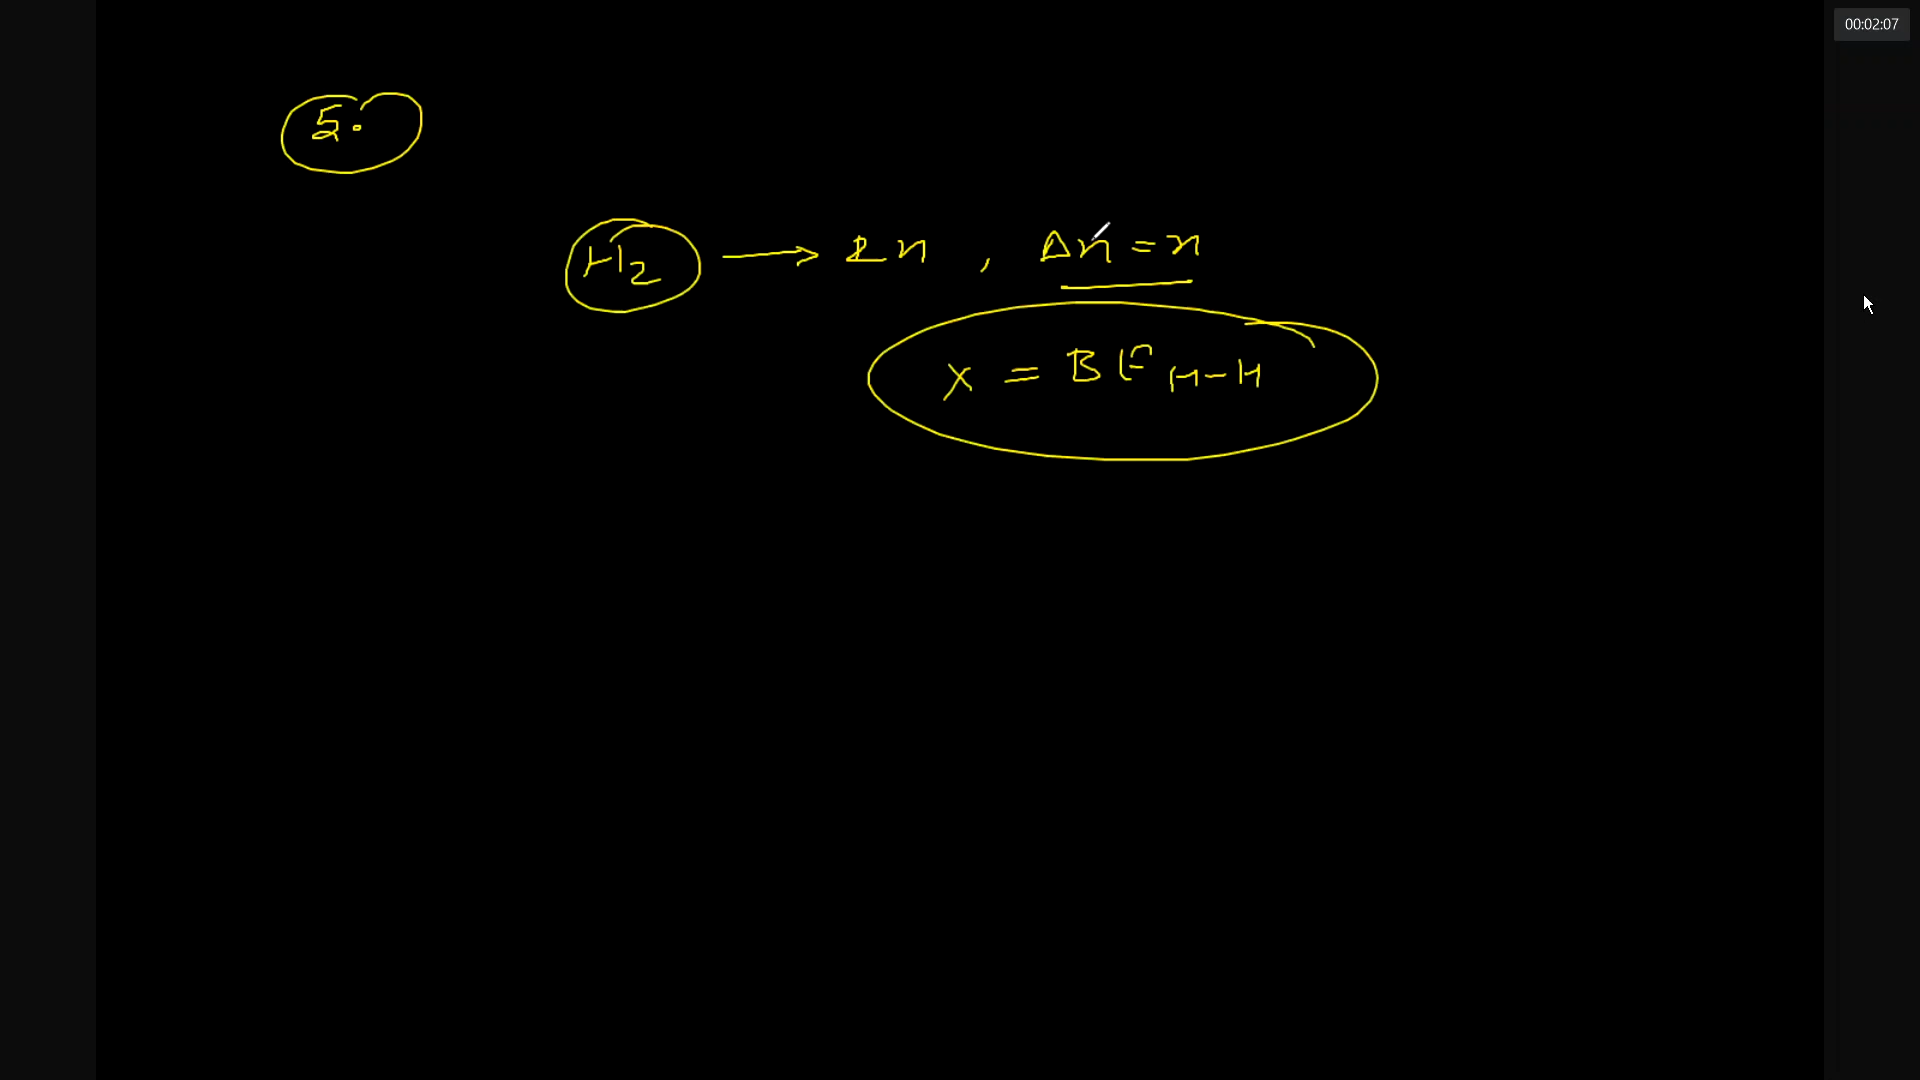 00:02:07
5.
H2 → 2H , ΔH = x
x = BE H-H